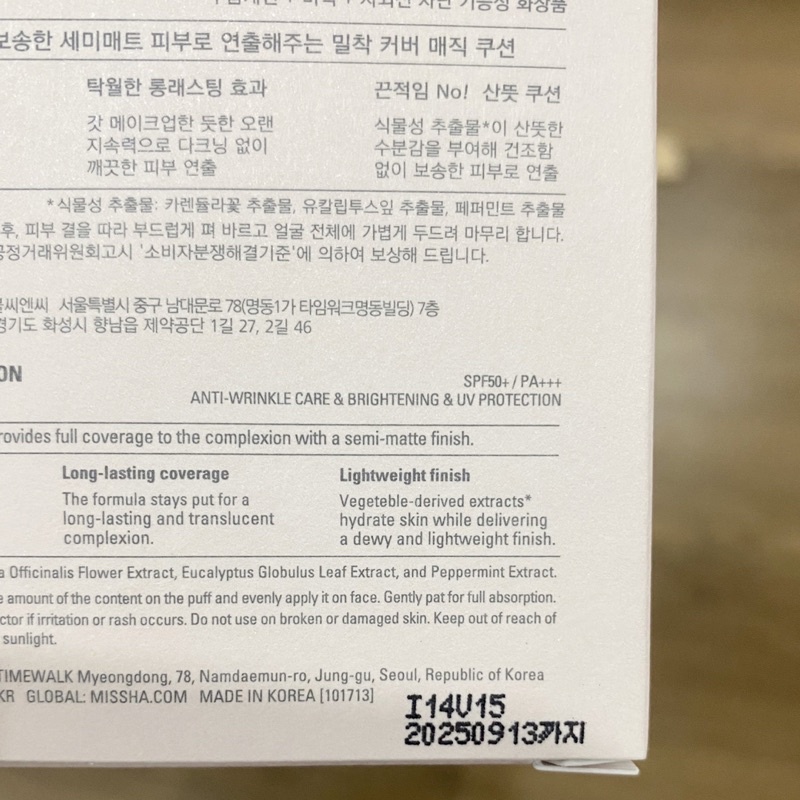 기능성 화장품
보송한 세미매트 피부로 연출해주는 밀착 커버 매직 쿠션
탁월한 롱래스팅 효과
갓 메이크업한 듯한 오랜
지속력으로 다크닝 없이
깨끗한 피부 연출
끈적임 No! 산뜻 쿠션
식물성 추출물*이 산뜻한
수분감을 부여해 건조함
없이 보송한 피부로 연출
*식물성 추출물: 카렌듈라꽃 추출물, 유칼립투스잎 추출물, 페퍼민트 추출물
후, 피부 결을 따라 부드럽게 펴 바르고 얼굴 전체에 가볍게 두드려 마무리 합니다.
공정거래위원회고시 '소비자분쟁해결기준'에 의하여 보상해 드립니다.
씨엔씨 서울특별시 중구 남대문로 78(명동1가 타임워크명동빌딩) 7층
경기도 화성시 향남읍 제약공단 1길 27, 2길 46
ON
SPF50+ / PA+++
ANTI-WRINKLE CARE & BRIGHTENING & UV PROTECTION
rovides full coverage to the complexion with a semi-matte finish.
Long-lasting coverage
The formula stays put for a
long-lasting and translucent
complexion.
Lightweight finish
Vegeteble-derived extracts*
hydrate skin while delivering
a dewy and lightweight finish.
a Officinalis Flower Extract, Eucalyptus Globulus Leaf Extract, and Peppermint Extract.
e amount of the content on the puff and evenly apply it on face. Gently pat for full absorption.
ctor if irritation or rash occurs. Do not use on broken or damaged skin. Keep out of reach of
sunlight.
TIMEWALK Myeongdong, 78, Namdaemun-ro, Jung-gu, Seoul, Republic of Korea
KR GLOBAL: MISSHA.COM MADE IN KOREA [101713]
I14V15
20250913까지